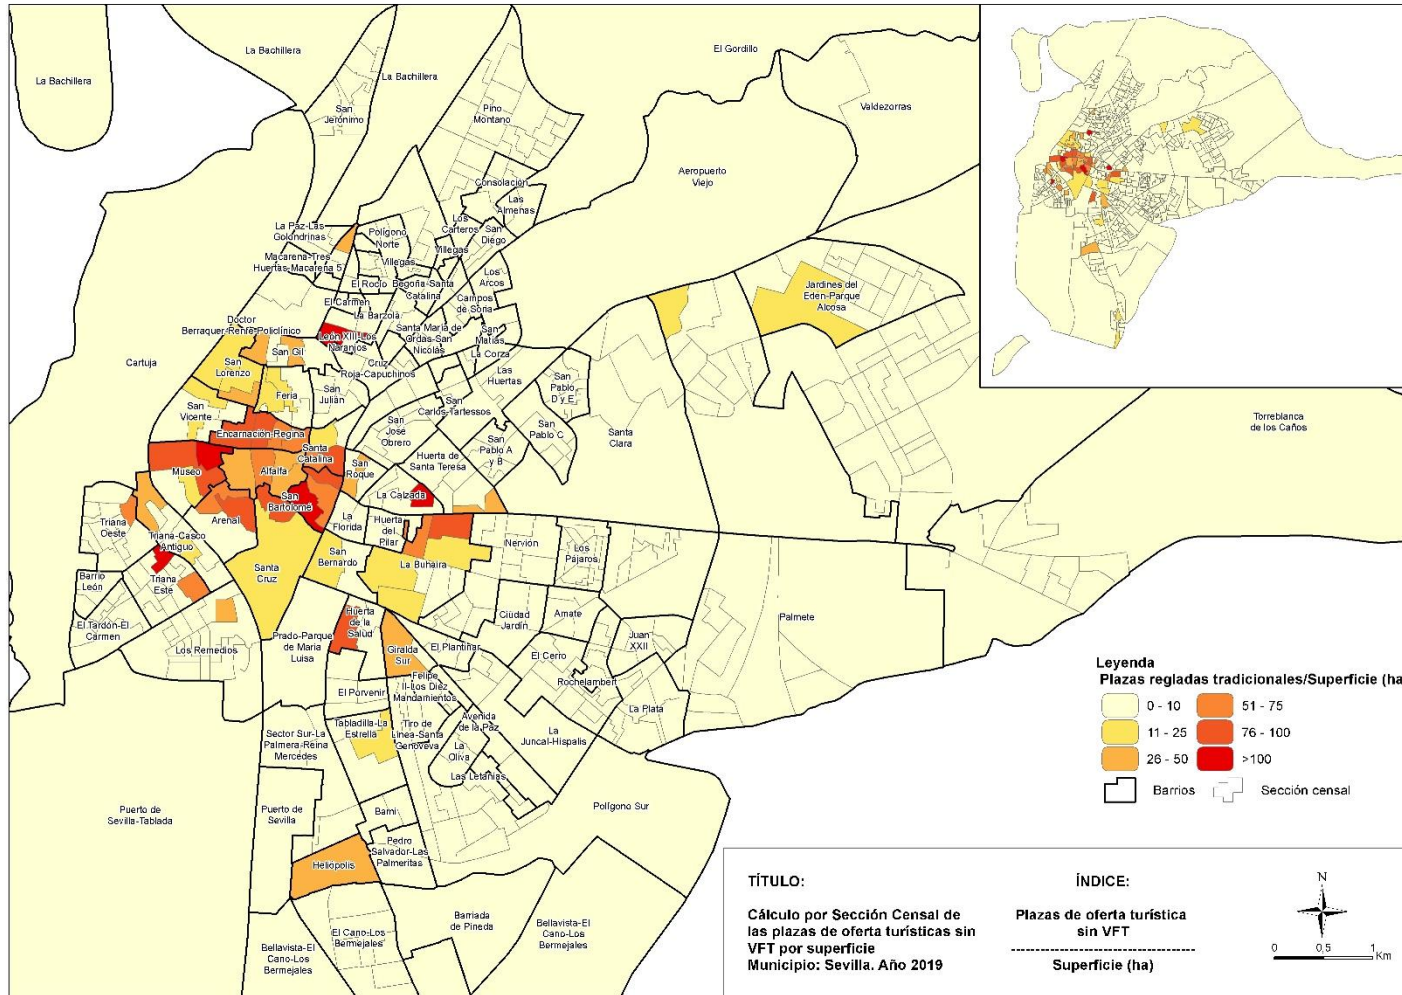 La Bachillera
La Bachillera
La Bachillera
El Gordillo
San
Jerónimo
Pino
Montano
Valdezorras
Aeropuerto
Viejo
Consolación
Las
Almenas
La Paz-Las
Golondrinas
Polígono
Norte
Los
Carteros
San
Diego
Villegas
Macarena-Tres
Huertas-Macarena 5
Villegas
El Rocío
Begoña-Santa
Catalina
Los
Arcos
El Carmen
Campos
de Soria
La Barzola
Jardines del
Eden-Parque
Alcosa
Doctor
Berraquer-Renfe-Policlínico
León XIII-Los
Naranjos
Santa María de
Ordas-San
Nicolás
San
Matías
La Corza
San Gil
Cartuja
San
Lorenzo
Cruz
Roja-Capuchinos
Las
Huertas
San
Pablo
D y E
Feria
San
Julián
San
Carlos-Tartessos
San
Vicente
San
José
Obrero
San
Pablo C
Santa
Clara
Torreblanca
de los Caños
Encarnación-Regina
Santa
Catalina
San
Pablo A
y B
Huerta de
Santa Teresa
Museo
Alfalfa
San
Roque
La Calzada
San
Bartolomé
Arenal
La
Florida
Huerta
del
Pilar
Triana
Oeste
Triana-Casco
Antiguo
Nervión
Los
Pájaros
San
Bernardo
La Buhaira
Santa
Cruz
Barrio
León
Triana
Este
El Tardón-El
Carmen
Huerta
de la
Salud
Ciudad
Jardín
Amate
Palmete
Prado-Parque
de Maria
Luisa
Los Remedios
Giralda
Sur
El Plantinar
Juan
XXII
El Cerro
Rochelambert
El Porvenir
Felipe
II-Los Diez
Mandamientos
La Plata
Tabladilla-La
Estrella
Tiro de
Línea-Santa
Genoveva
Avenida
de la Paz
La
Juncal-Hispalis
Sector Sur-La
Palmera-Reina
Mercedes
La
Oliva
Las Letanías
Puerto de
Sevilla-Tablada
Puerto de
Sevilla
Bami
Polígono Sur
Pedro
Salvador-Las
Palmeritas
Heliópolis
El Cano-Los
Bermejales
Barriada
de Pineda
Bellavista-El
Cano-Los
Bermejales
Bellavista-El
Cano-Los
Bermejales
Leyenda
Plazas regladas tradicionales/Superficie (ha
0 - 10
51 - 75
11 - 25
76 - 100
26 - 50
>100
Barrios
Sección censal
TÍTULO:
Cálculo por Sección Censal de
las plazas de oferta turísticas sin
VFT por superficie
Municipio: Sevilla. Año 2019
ÍNDICE:
Plazas de oferta turística
sin VFT
--------------------------------
Superficie (ha)
N
0 0,5 1
Km